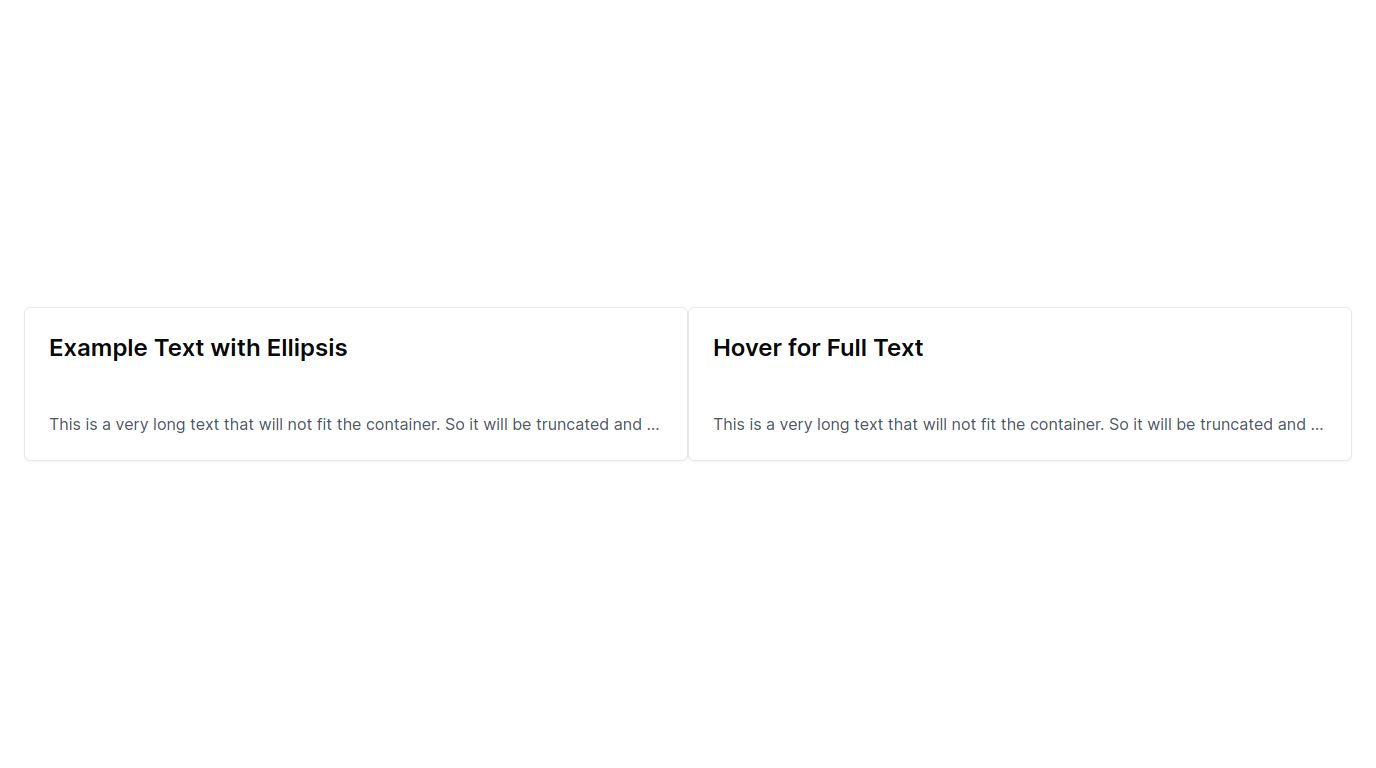 Example Text with Ellipsis
This is a very long text that will not fit the container. So it will be truncated and ...
Hover for Full Text
This is a very long text that will not fit the container. So it will be truncated and ...